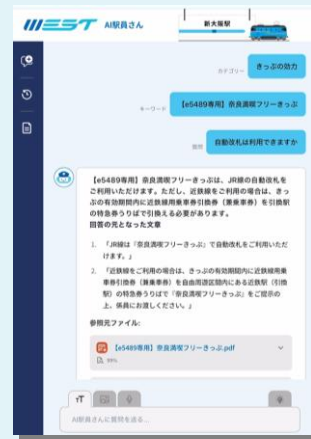 WEST AI駅員さん
新大阪駅
カテゴリー きっぷの効力
キーワード 【e5489専用】奈良満喫フリーきっぷ
質問 自動改札は利用できますか
【e5489専用】奈良満喫フリーきっぷは、JR線の自動改札を
ご利用いただけます。ただし、近鉄線をご利用の場合は、きっ
ぷの有効期間内に近鉄線用乗車券引換券（兼乗車券）を引換駅
の特急券うりばで引換える必要があります。
回答の元となった文章
1. 「JR線は「奈良満喫フリーきっぷ」で自動改札をご利用いただ
けます。」
2. 「近鉄線をご利用の場合は、きっぷの有効期間内に近鉄線用乗
車券引換券（兼乗車券）を自由周遊区間内にある近鉄駅（引換
駅）の特急券うりばで「奈良満喫フリーきっぷ」をご提示の
上、係員にお渡しください。」
参照元ファイル:
【e5489専用】奈良満喫フリーきっぷ.pdf
99%
AI駅員さんに質問を送る...